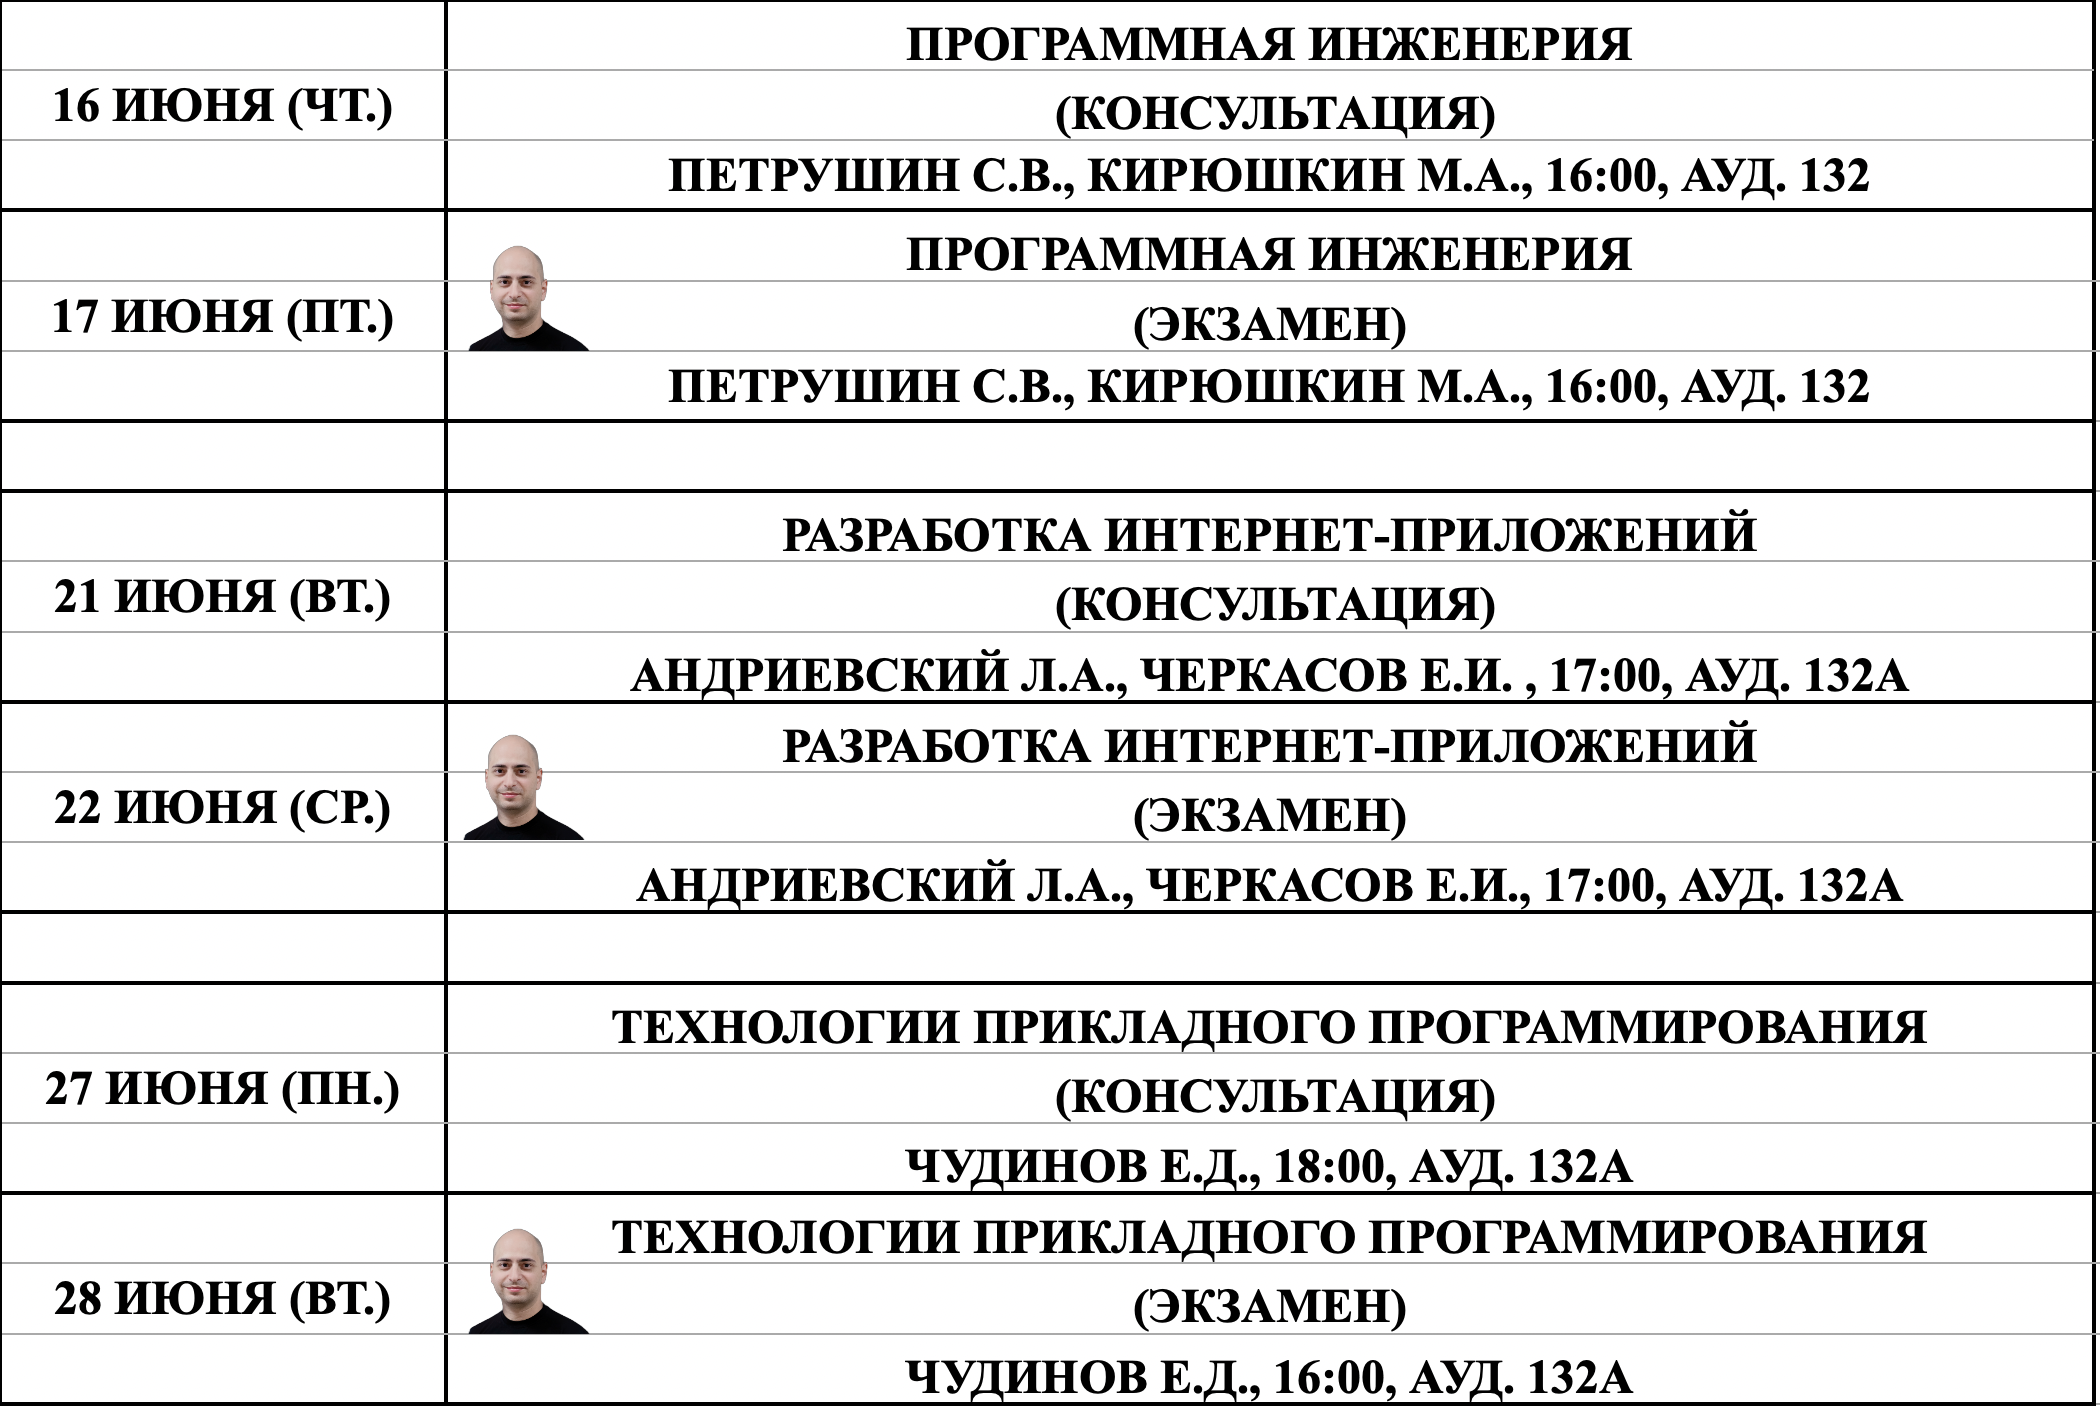 ПРОГРАММНАЯ ИНЖЕНЕРИЯ
16 ИЮНЯ (ЧТ.)
(КОНСУЛЬТАЦИЯ)
ПЕТРУШИН С.В., КИРЮШКИН М.А., 16:00, АУД. 132
ПРОГРАММНАЯ ИНЖЕНЕРИЯ
17 ИЮНЯ (ПТ.)
(ЭКЗАМЕН)
ПЕТРУШИН С.В., КИРЮШКИН М.А., 16:00, АУД. 132
РАЗРАБОТКА ИНТЕРНЕТ-ПРИЛОЖЕНИЙ
21 ИЮНЯ (ВТ.)
(КОНСУЛЬТАЦИЯ)
АНДРИЕВСКИЙ Л.А., ЧЕРКАСОВ Е.И. , 17:00, АУД. 132А
РАЗРАБОТКА ИНТЕРНЕТ-ПРИЛОЖЕНИЙ
22 ИЮНЯ (СР.)
(ЭКЗАМЕН)
АНДРИЕВСКИЙ Л.А., ЧЕРКАСОВ Е.И., 17:00, АУД. 132А
ТЕХНОЛОГИИ ПРИКЛАДНОГО ПРОГРАММИРОВАНИЯ
27 ИЮНЯ (ПН.)
(КОНСУЛЬТАЦИЯ)
ЧУДИНОВ Е.Д., 18:00, АУД. 132А
ТЕХНОЛОГИИ ПРИКЛАДНОГО ПРОГРАММИРОВАНИЯ
28 ИЮНЯ (ВТ.)
(ЭКЗАМЕН)
ЧУДИНОВ Е.Д., 16:00, АУД. 132А